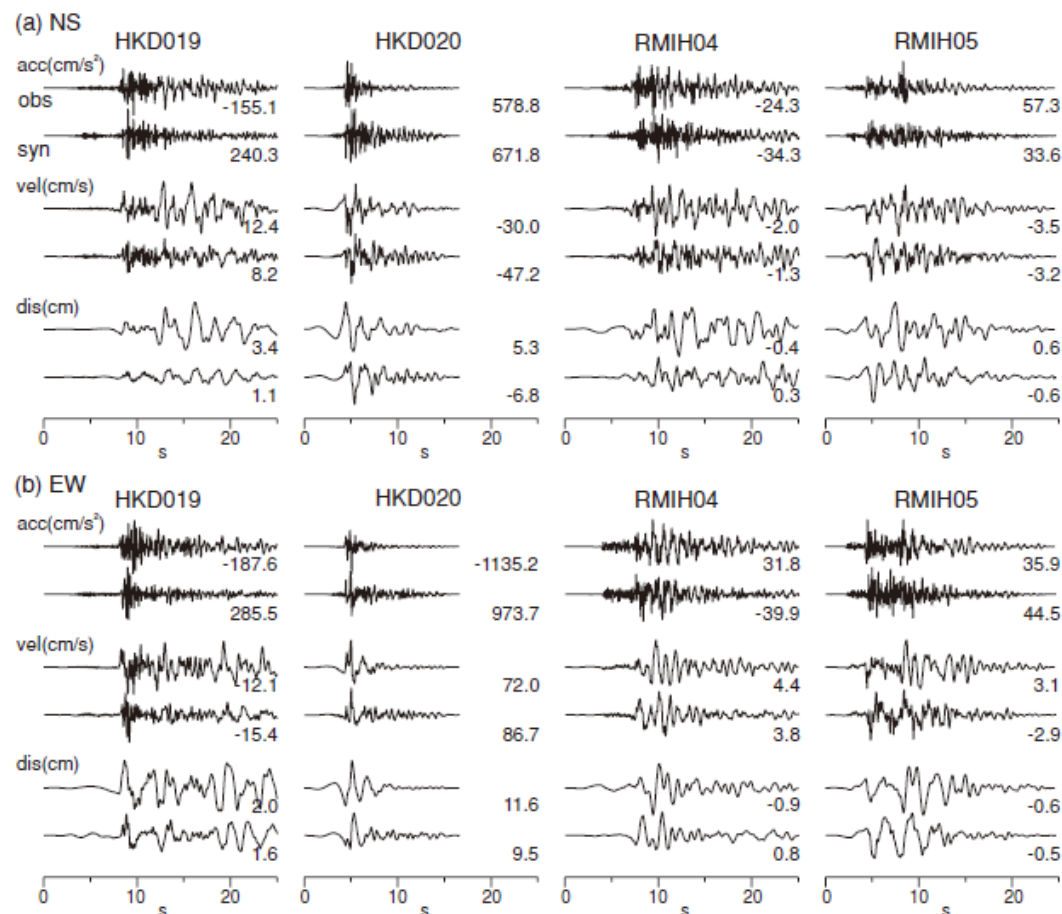 (a) NS
HKD019 HKD020 RMIH04 RMIH05
acc(cm/s²)
obs -155.1 578.8 -24.3 57.3
syn 240.3 671.8 -34.3 33.6
vel(cm/s)
12.4 -30.0 -2.0 -3.5
8.2 -47.2 -1.3 -3.2
dis(cm)
3.4 5.3 -0.4 0.6
1.1 -6.8 0.3 -0.6
0 10 20 0 10 20 0 10 20 0 10 20
s s s s
(b) EW
HKD019 HKD020 RMIH04 RMIH05
acc(cm/s²)
-187.6 -1135.2 31.8 35.9
285.5 973.7 -39.9 44.5
vel(cm/s)
-12.1 72.0 4.4 3.1
-15.4 86.7 3.8 -2.9
dis(cm)
2.0 11.6 -0.9 -0.6
1.6 9.5 0.8 -0.5
0 10 20 0 10 20 0 10 20 0 10 20
s s s s